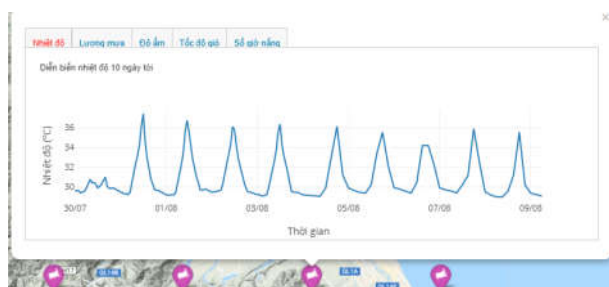 ×
Nhiệt độ Lượng mưa Độ ẩm Tốc độ gió Số giờ nắng
Diễn biến nhiệt độ 10 ngày tới
Nhiệt độ (°C)
36
34
32
30
30/07 01/08 03/08 05/08 07/08 09/08
Thời gian
QL14B QL1A